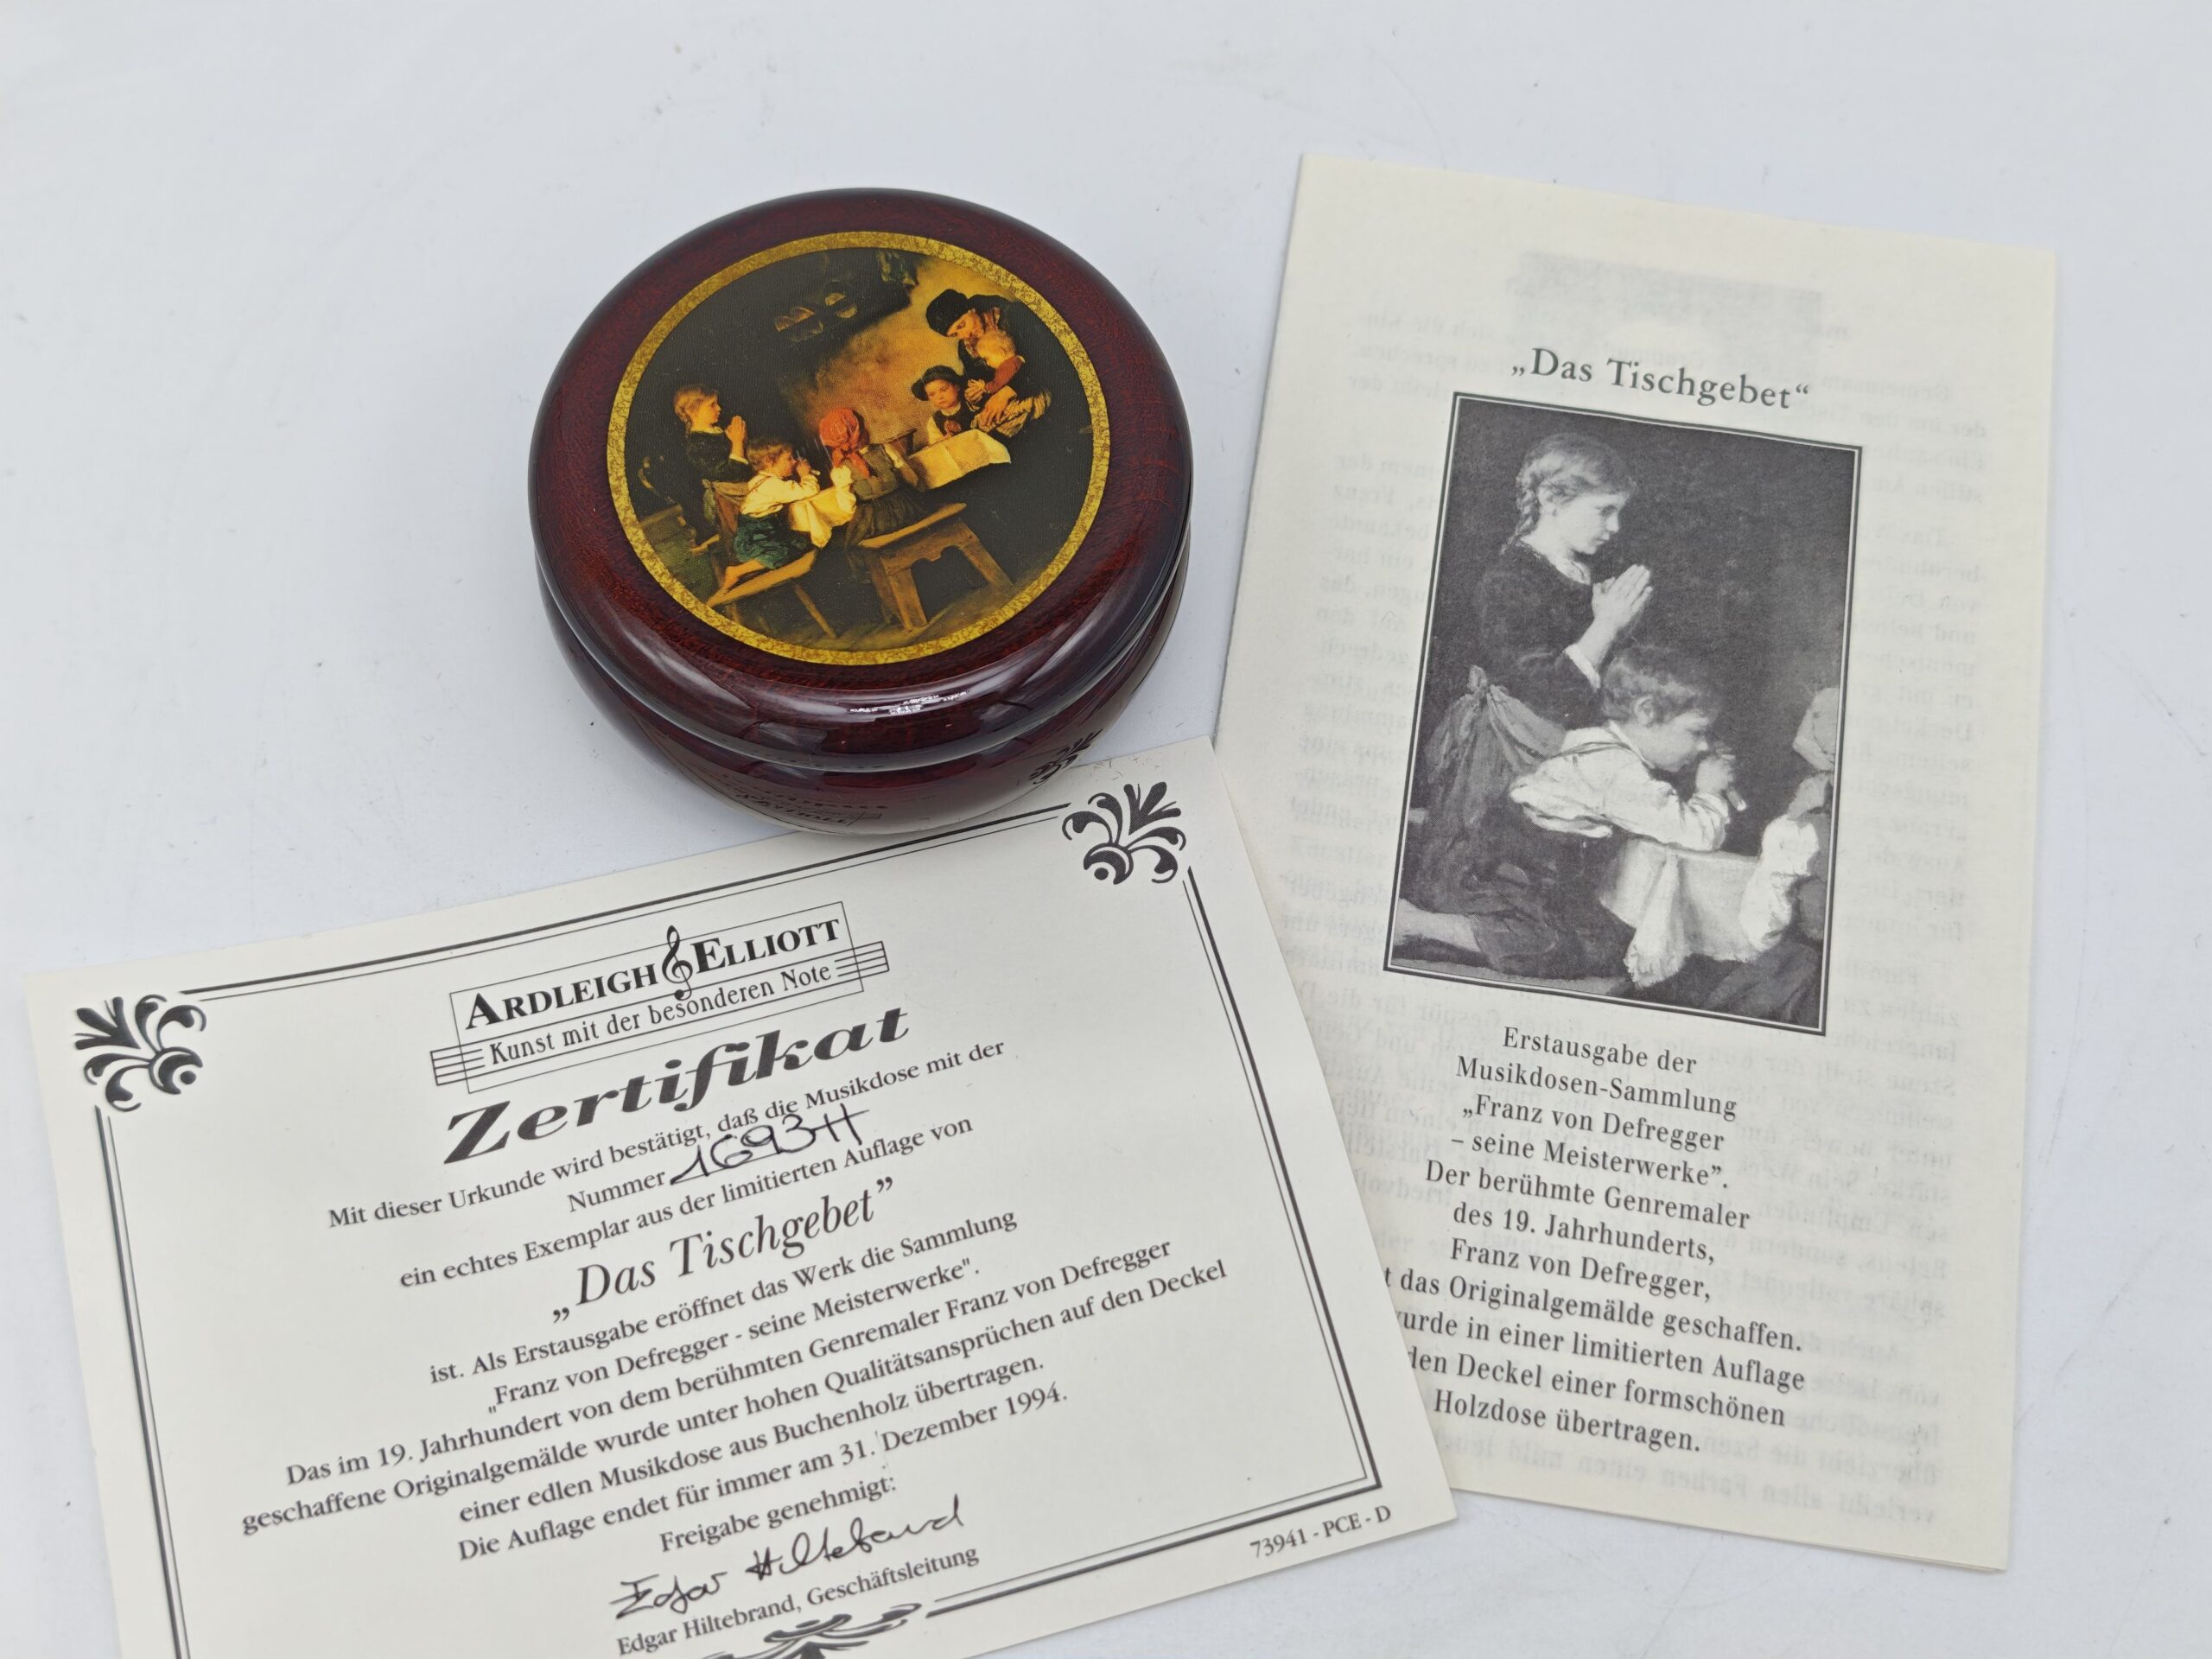 ARDLEIGH ELLIOTT
Kunst mit der besonderen Note
Zertifikat
Mit dieser Urkunde wird bestätigt, daß die Musikdose mit der
Nummer 1693H
ein echtes Exemplar aus der limitierten Auflage von
„Das Tischgebet”
ist. Als Erstausgabe eröffnet das Werk die Sammlung
„Franz von Defregger - seine Meisterwerke".
Das im 19. Jahrhundert von dem berühmten Genremaler Franz von Defregger
geschaffene Originalgemälde wurde unter hohen Qualitätsansprüchen auf den Deckel
einer edlen Musikdose aus Buchenholz übertragen.
Die Auflage endet für immer am 31. Dezember 1994.
Freigabe genehmigt:
Edgar Hiltebrand
Edgar Hiltebrand, Geschäftsleitung
73941 - PCE - D
„Das Tischgebet“
Erstausgabe der
Musikdosen-Sammlung
„Franz von Defregger
– seine Meisterwerke”.
Der berühmte Genremaler
des 19. Jahrhunderts,
Franz von Defregger,
das Originalgemälde geschaffen.
in einer limitierten Auflage
den Deckel einer formschönen
Holzdose übertragen.